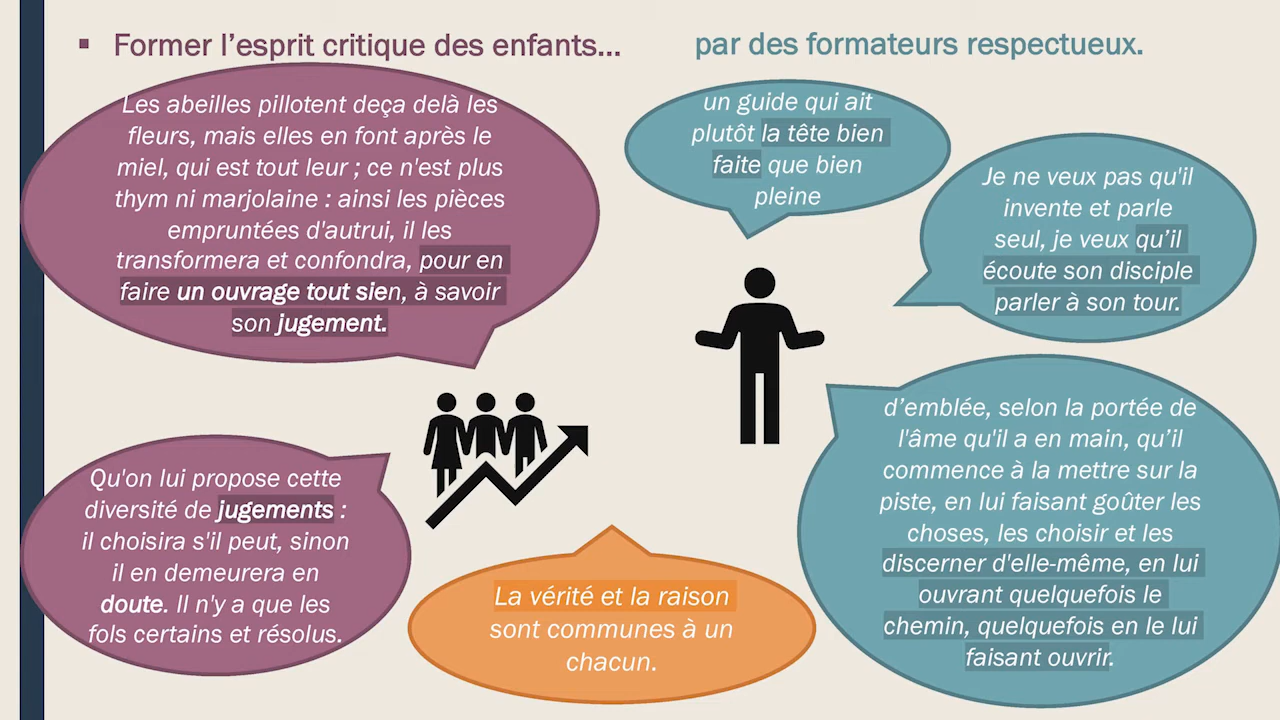 ▪ Former l'esprit critique des enfants…
par des formateurs respectueux.
Les abeilles pillotent deça delà les
fleurs, mais elles en font après le
miel, qui est tout leur ; ce n'est plus
thym ni marjolaine : ainsi les pièces
empruntées d'autrui, il les
transformera et confondra, pour en
faire un ouvrage tout sien, à savoir
son jugement.
un guide qui ait
plutôt la tête bien
faite que bien
pleine
Je ne veux pas qu'il
invente et parle
seul, je veux qu’il
écoute son disciple
parler à son tour.
Qu'on lui propose cette
diversité de jugements :
il choisira s'il peut, sinon
il en demeurera en
doute. Il n'y a que les
fols certains et résolus.
La vérité et la raison
sont communes à un
chacun.
d’emblée, selon la portée de
l'âme qu'il a en main, qu’il
commence à la mettre sur la
piste, en lui faisant goûter les
choses, les choisir et les
discerner d'elle-même, en lui
ouvrant quelquefois le
chemin, quelquefois en le lui
faisant ouvrir.